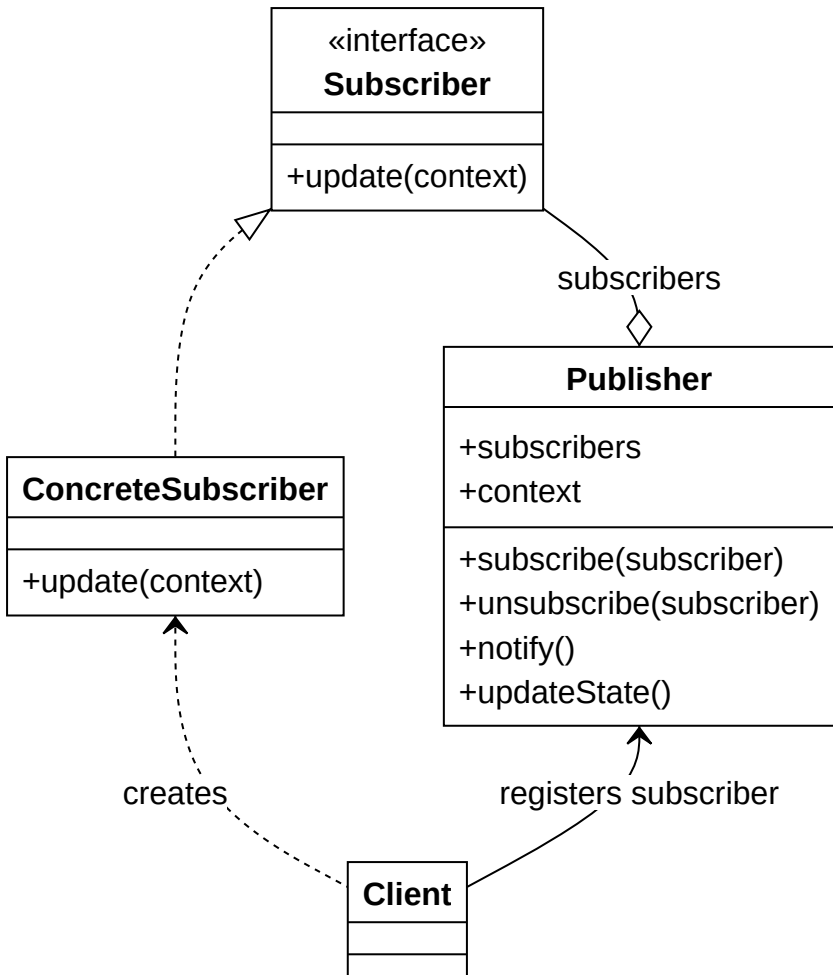 «interface»
Subscriber
+update(context)
subscribers
Publisher
+subscribers
+context
+subscribe(subscriber)
+unsubscribe(subscriber)
+notify()
+updateState()
ConcreteSubscriber
+update(context)
creates
registers subscriber
Client